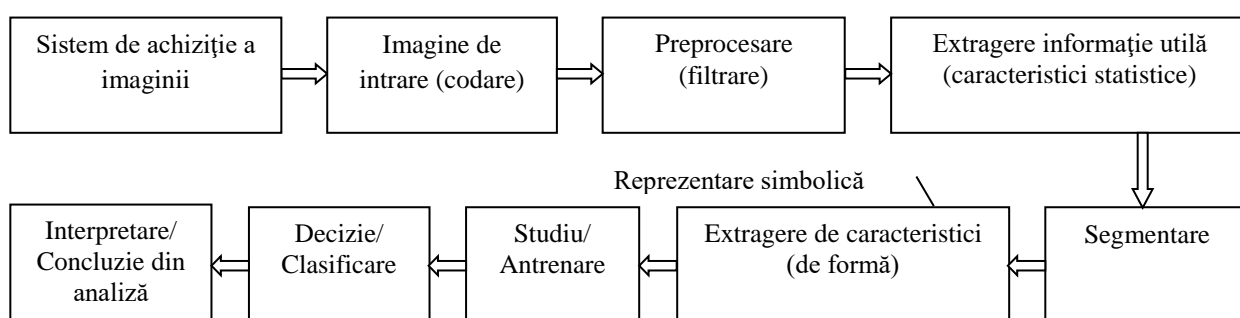 Sistem de achiziţie a
imaginii
Imagine de
intrare (codare)
Preprocesare
(filtrare)
Extragere informaţie utilă
(caracteristici statistice)
Reprezentare simbolică
Interpretare/
Concluzie din
analiză
Decizie/
Clasificare
Studiu/
Antrenare
Extragere de caracteristici
(de formă)
Segmentare